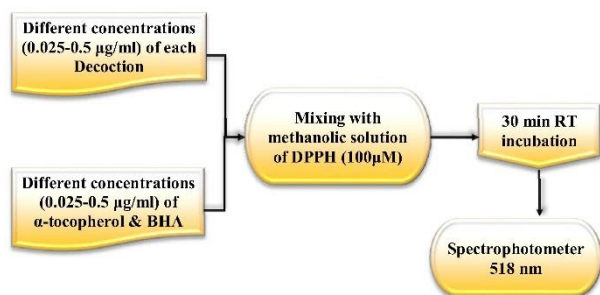 Different concentrations
(0.025-0.5 µg/ml) of each
Decoction
Different concentrations
(0.025-0.5 µg/ml) of
α-tocopherol & BHA
Mixing with
methanolic solution
of DPPH (100µM)
30 min RT
incubation
Spectrophotometer
518 nm